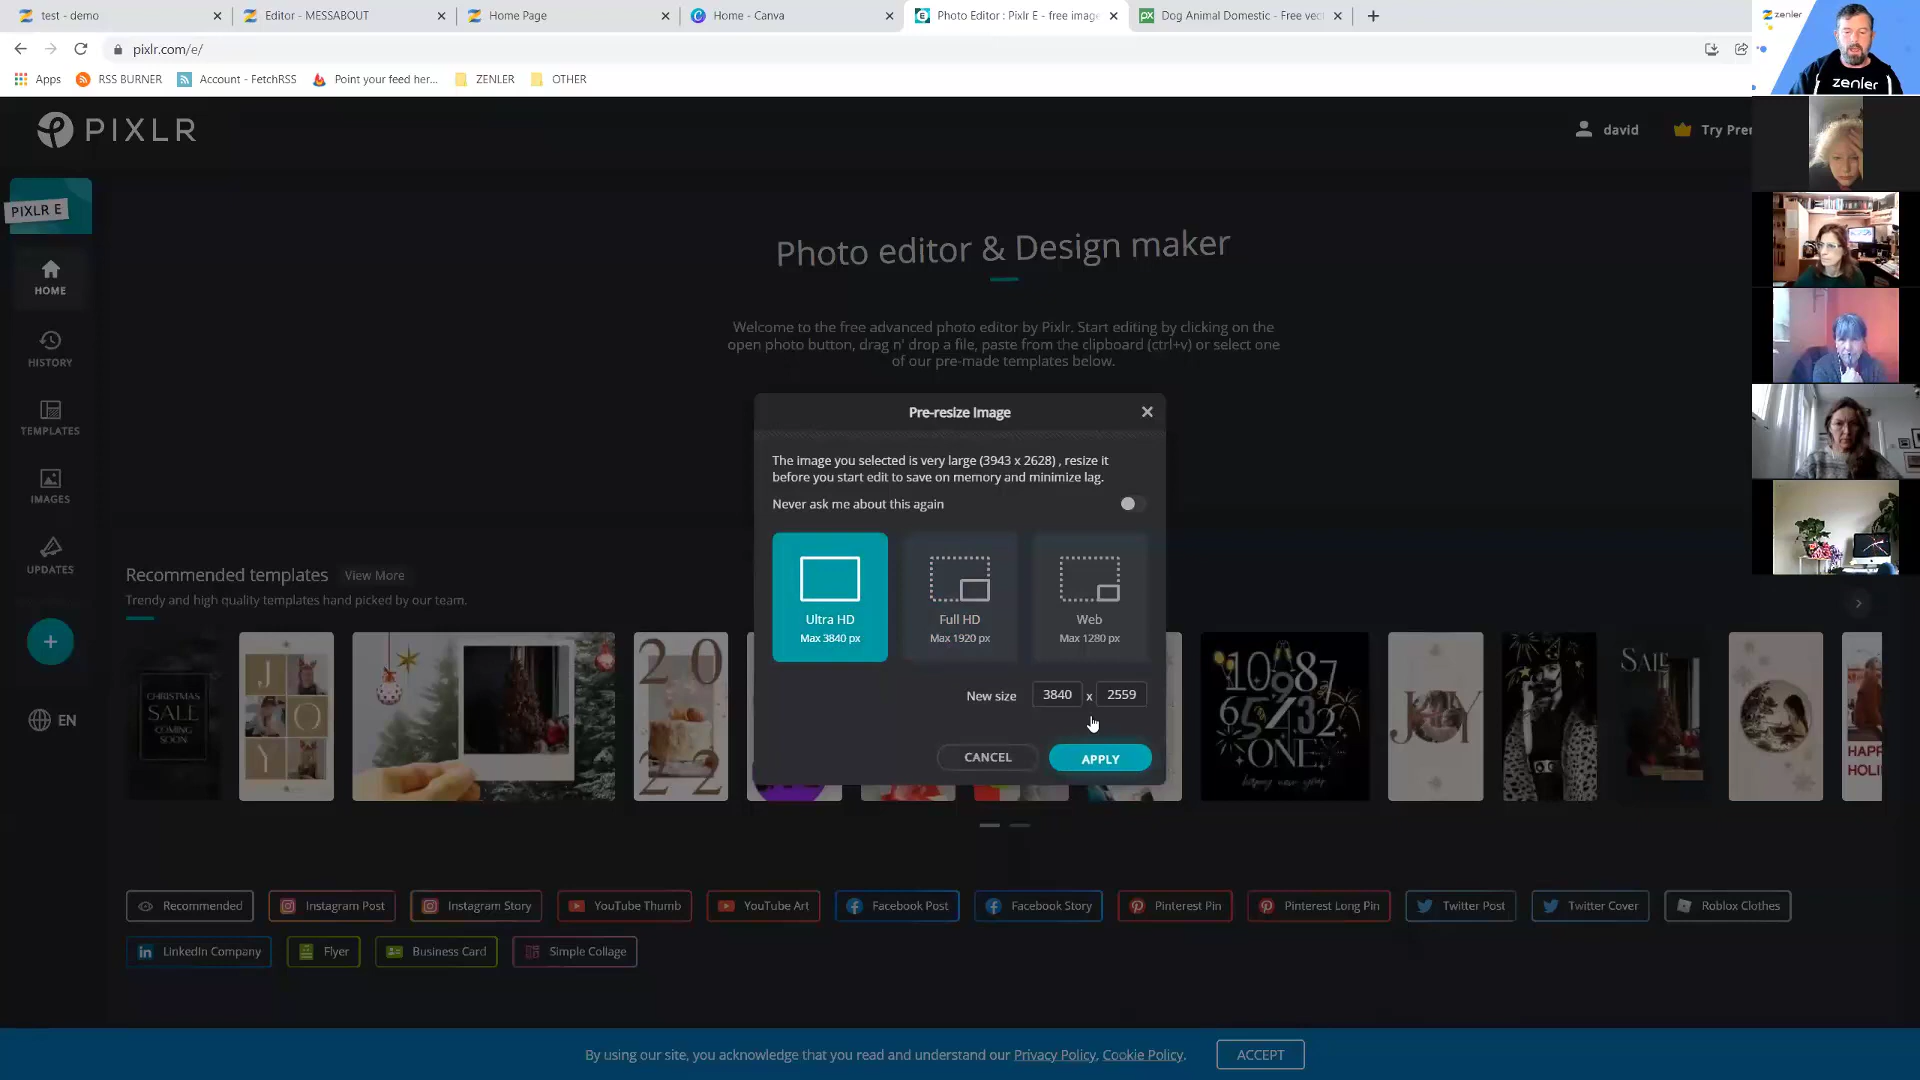 test - demo
Editor - MESSABOUT
Home Page
Home - Canva
Photo Editor : Pixlr E - free image
Dog Animal Domestic - Free vect
pixlr.com/e/
Apps
RSS BURNER
Account - FetchRSS
Point your feed her...
ZENLER
OTHER
zenler
zenler
PIXLR
david
Try Pre
PIXLR E
HOME
HISTORY
TEMPLATES
IMAGES
UPDATES
EN
Photo editor & Design maker
Welcome to the free advanced photo editor by Pixlr. Start editing by clicking on the
open photo button, drag n' drop a file, paste from the clipboard (ctrl+v) or select one
of our pre-made templates below.
Pre-resize Image
The image you selected is very large (3943 x 2628) , resize it
before you start edit to save on memory and minimize lag.
Never ask me about this again
Ultra HD
Max 3840 px
Full HD
Max 1920 px
Web
Max 1280 px
New size 3840 x 2559
CANCEL
APPLY
Recommended templates
View More
Trendy and high quality templates hand picked by our team.
CHRISTMAS
SALE
COMING
SOON
J
O
Y
2 0
2 2
ONE
happy new year
JOY
SALE
HAPP
HOLI
Recommended
Instagram Post
Instagram Story
YouTube Thumb
YouTube Art
Facebook Post
Facebook Story
Pinterest Pin
Pinterest Long Pin
Twitter Post
Twitter Cover
Roblox Clothes
LinkedIn Company
Flyer
Business Card
Simple Collage
By using our site, you acknowledge that you read and understand our Privacy Policy, Cookie Policy.
ACCEPT